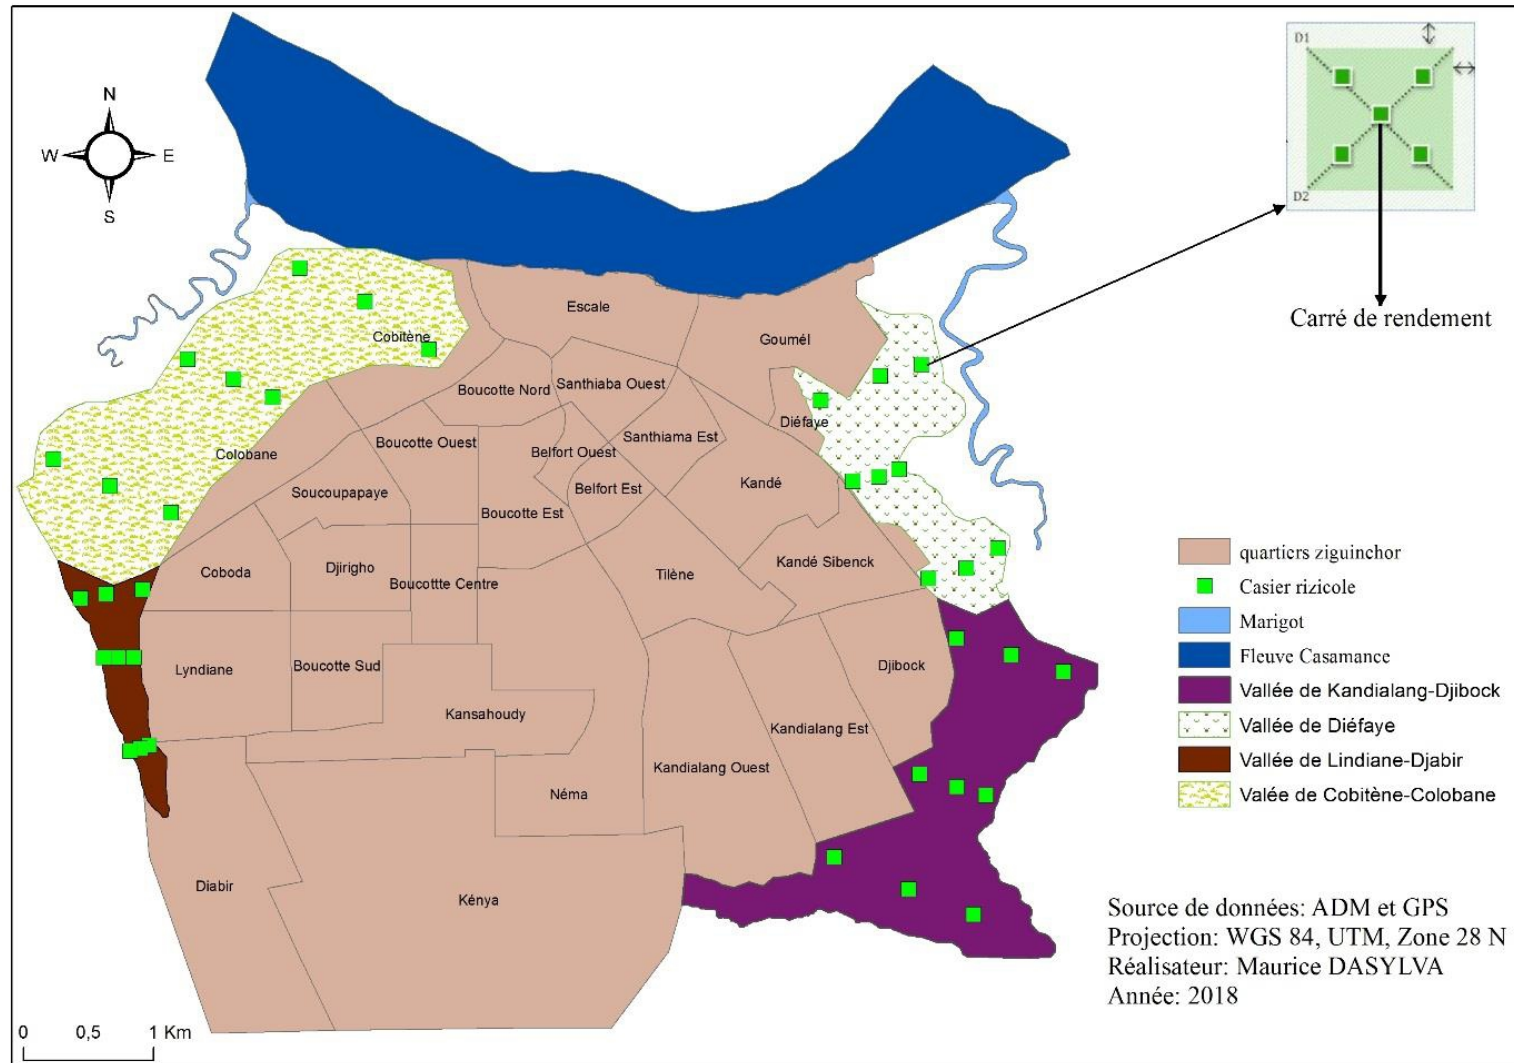 N
W
E
S
D1
D2
Carré de rendement
Escale
Goumél
Cobitène
Santhiaba Ouest
Boucotte Nord
Diéfaye
Boucotte Ouest
Santhiama Est
Belfort Ouest
Colobane
Kandé
Belfort Est
Soucoupapaye
Boucotte Est
Kandé Sibenck
Djirigho
Coboda
Tilène
Boucottte Centre
Lyndiane
Boucotte Sud
Djibock
Kansahoudy
Kandialang Est
Kandialang Ouest
Néma
Diabir
Kénya
quartiers ziguinchor
Casier rizicole
Marigot
Fleuve Casamance
Vallée de Kandialang-Djibock
Vallée de Diéfaye
Vallée de Lindiane-Djabir
Valée de Cobitène-Colobane
Source de données: ADM et GPS
Projection: WGS 84, UTM, Zone 28 N
Réalisateur: Maurice DASYLVA
Année: 2018
0 0,5 1 Km